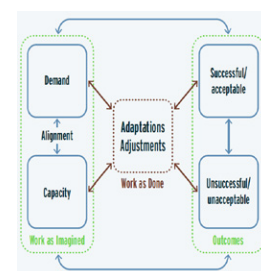 Demand
Alignment
Capacity
Work as Imagined
Adaptations
Adjustments
Work as Done
Successful/
acceptable
Unsuccessful/
unacceptable
Outcomes